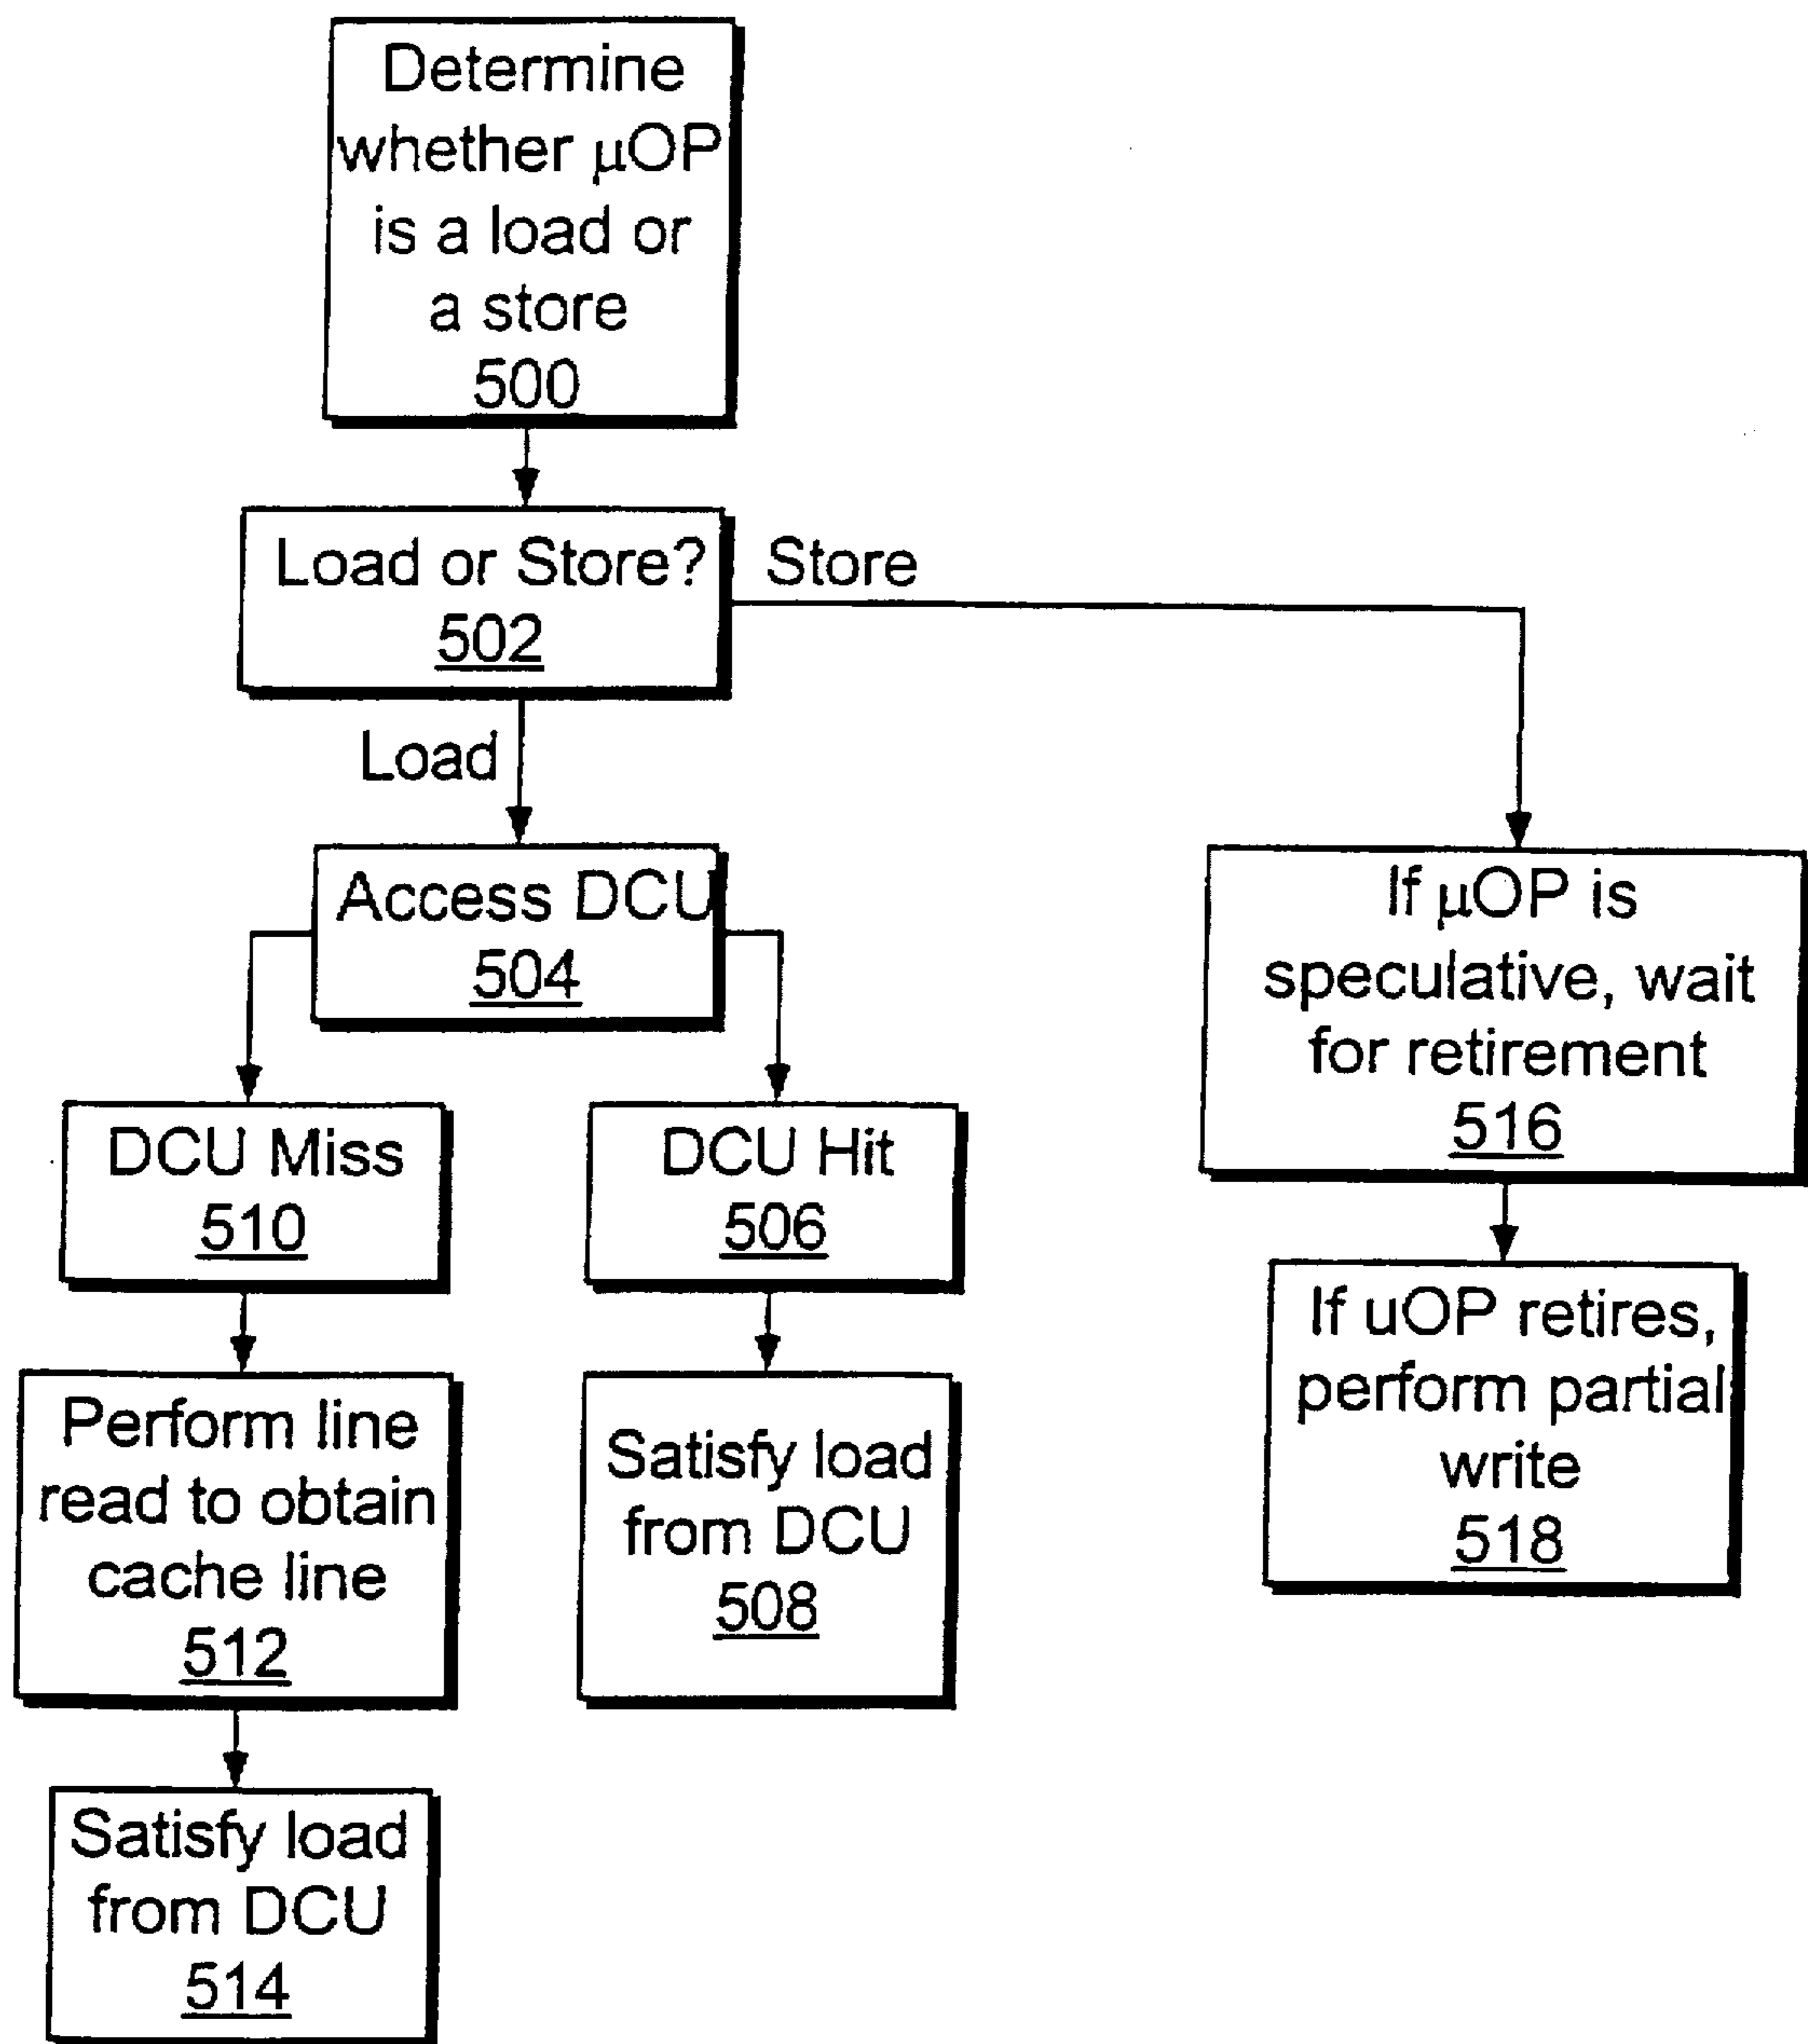 Determine
whether μOP
is a load or
a store
500
Load or Store?
502
Store
Load
Access DCU
504
DCU Miss
510
DCU Hit
506
If μOP is
speculative, wait
for retirement
516
Perform line
read to obtain
cache line
512
Satisfy load
from DCU
508
If uOP retires,
perform partial
write
518
Satisfy load
from DCU
514